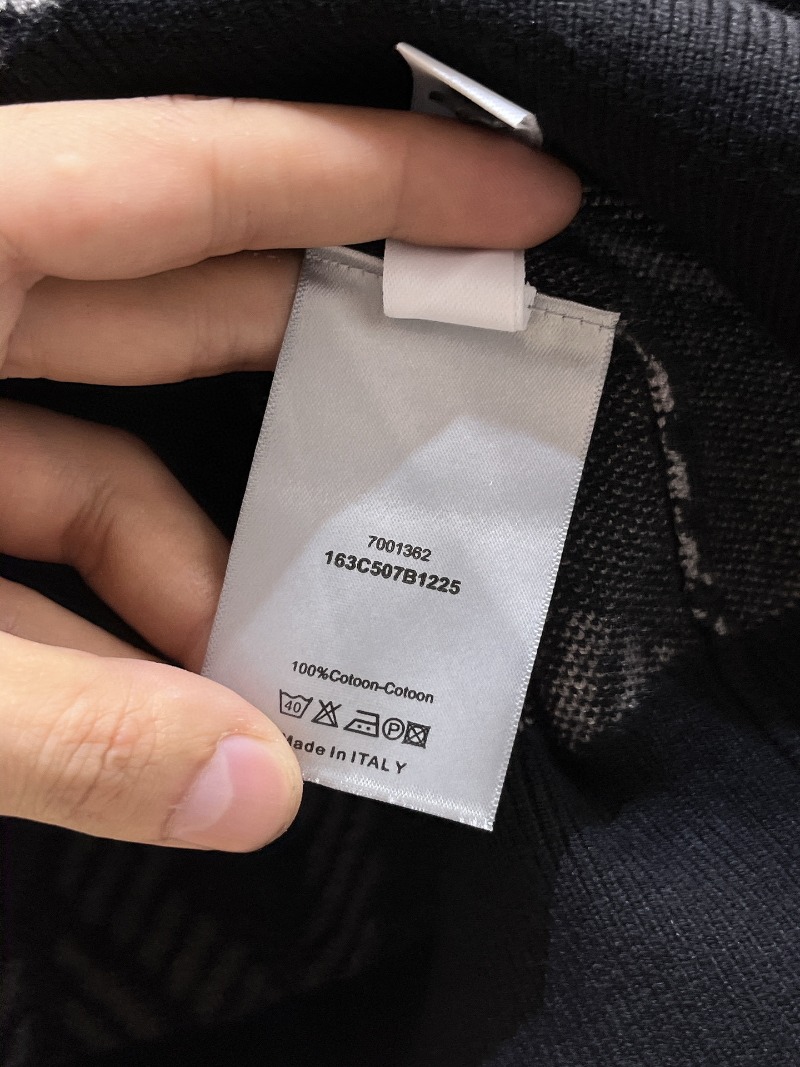 7001362
163C507B1225
100%Cotoon-Cotoon
40 P
Made In ITALY